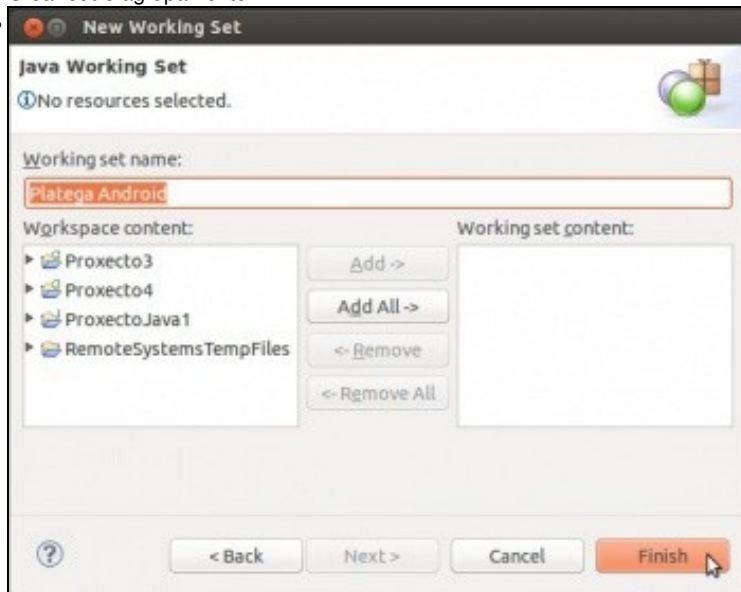 New Working Set
Java Working Set
No resources selected.
Working set name:
Platega Android
Workspace content:
Working set content:
Proxecto3
Proxecto4
ProxectoJava1
RemoteSystemsTempFiles
Add ->
Add All ->
<- Remove
<- Remove All
?
< Back
Next >
Cancel
Finish